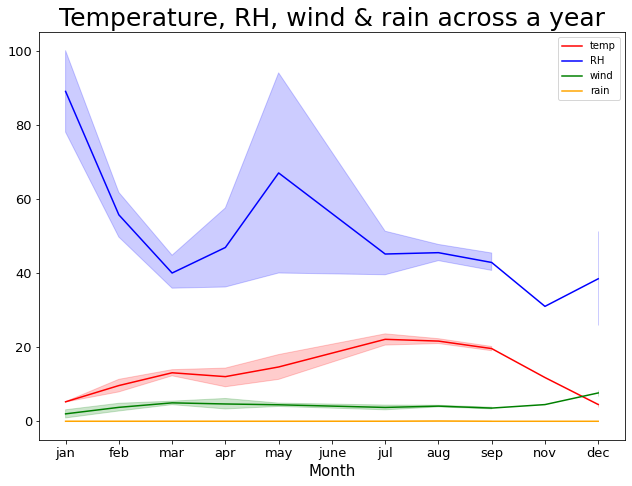 Temperature, RH, wind & rain across a year
temp
RH
wind
rain
100
80
60
40
20
0
jan feb mar apr may june jul aug sep nov dec
Month